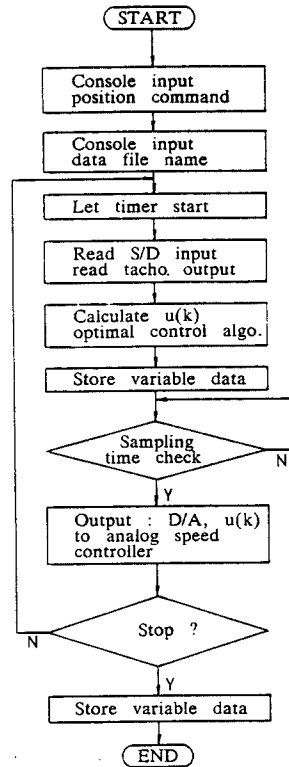 START
Console input
position command
Console input
data file name
Let timer start
Read S/D input
read tacho. output
Calculate u(k)
optimal control algo.
Store variable data
Sampling
time check
N
Y
Output : D/A, u(k)
to analog speed
controller
Stop ?
N
Y
Store variable data
END